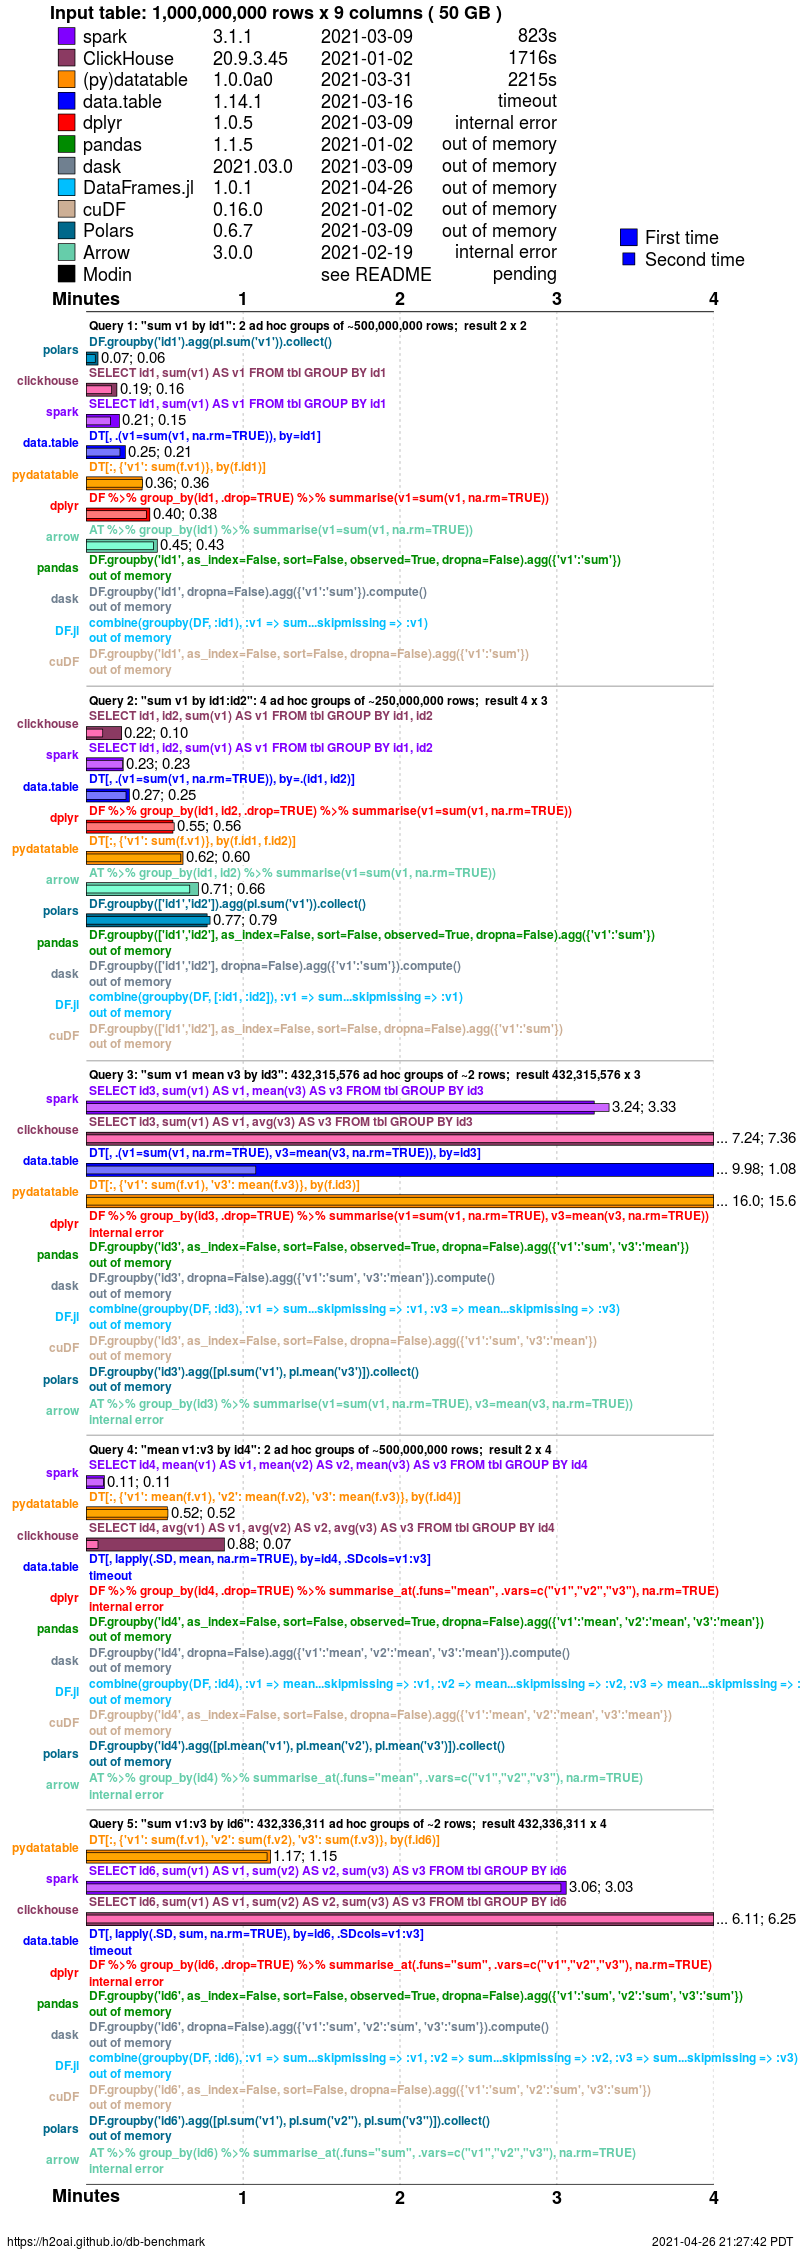 Input table: 1,000,000,000 rows x 9 columns ( 50 GB )
spark 3.1.1 2021-03-09 823s
ClickHouse 20.9.3.45 2021-01-02 1716s
(py)datatable 1.0.0a0 2021-03-31 2215s
data.table 1.14.1 2021-03-16 timeout
dplyr 1.0.5 2021-03-09 internal error
pandas 1.1.5 2021-01-02 out of memory
dask 2021.03.0 2021-03-09 out of memory
DataFrames.jl 1.0.1 2021-04-26 out of memory
cuDF 0.16.0 2021-01-02 out of memory
Polars 0.6.7 2021-03-09 out of memory
Arrow 3.0.0 2021-02-19 internal error
Modin see README pending
First time
Second time
Minutes 1 2 3 4
Query 1: "sum v1 by id1": 2 ad hoc groups of ~500,000,000 rows; result 2 x 2
DF.groupby('id1').agg(pl.sum('v1')).collect()
polars 0.07; 0.06
SELECT id1, sum(v1) AS v1 FROM tbl GROUP BY id1
clickhouse 0.19; 0.16
SELECT id1, sum(v1) AS v1 FROM tbl GROUP BY id1
spark 0.21; 0.15
DT[, .(v1=sum(v1, na.rm=TRUE)), by=id1]
data.table 0.25; 0.21
DT[:, {'v1': sum(f.v1)}, by(f.id1)]
pydatatable 0.36; 0.36
DF %>% group_by(id1, .drop=TRUE) %>% summarise(v1=sum(v1, na.rm=TRUE))
dplyr 0.40; 0.38
AT %>% group_by(id1) %>% summarise(v1=sum(v1, na.rm=TRUE))
arrow 0.45; 0.43
DF.groupby('id1', as_index=False, sort=False, observed=True, dropna=False).agg({'v1':'sum'})
pandas out of memory
DF.groupby('id1', dropna=False).agg({'v1':'sum'}).compute()
dask out of memory
combine(groupby(DF, :id1), :v1 => sum...skipmissing => :v1)
DF.jl out of memory
DF.groupby('id1', as_index=False, sort=False, dropna=False).agg({'v1':'sum'})
cuDF out of memory
Query 2: "sum v1 by id1:id2": 4 ad hoc groups of ~250,000,000 rows; result 4 x 3
SELECT id1, id2, sum(v1) AS v1 FROM tbl GROUP BY id1, id2
clickhouse 0.22; 0.10
SELECT id1, id2, sum(v1) AS v1 FROM tbl GROUP BY id1, id2
spark 0.23; 0.23
DT[, .(v1=sum(v1, na.rm=TRUE)), by=.(id1, id2)]
data.table 0.27; 0.25
DF %>% group_by(id1, id2, .drop=TRUE) %>% summarise(v1=sum(v1, na.rm=TRUE))
dplyr 0.55; 0.56
DT[:, {'v1': sum(f.v1)}, by(f.id1, f.id2)]
pydatatable 0.62; 0.60
AT %>% group_by(id1, id2) %>% summarise(v1=sum(v1, na.rm=TRUE))
arrow 0.71; 0.66
DF.groupby(['id1','id2']).agg(pl.sum('v1')).collect()
polars 0.77; 0.79
DF.groupby(['id1','id2'], as_index=False, sort=False, observed=True, dropna=False).agg({'v1':'sum'})
pandas out of memory
DF.groupby(['id1','id2'], dropna=False).agg({'v1':'sum'}).compute()
dask out of memory
combine(groupby(DF, [:id1, :id2]), :v1 => sum...skipmissing => :v1)
DF.jl out of memory
DF.groupby(['id1','id2'], as_index=False, sort=False, dropna=False).agg({'v1':'sum'})
cuDF out of memory
Query 3: "sum v1 mean v3 by id3": 432,315,576 ad hoc groups of ~2 rows; result 432,315,576 x 3
SELECT id3, sum(v1) AS v1, mean(v3) AS v3 FROM tbl GROUP BY id3
spark 3.24; 3.33
SELECT id3, sum(v1) AS v1, avg(v3) AS v3 FROM tbl GROUP BY id3
clickhouse ... 7.24; 7.36
DT[, .(v1=sum(v1, na.rm=TRUE), v3=mean(v3, na.rm=TRUE)), by=id3]
data.table ... 9.98; 1.08
DT[:, {'v1': sum(f.v1), 'v3': mean(f.v3)}, by(f.id3)]
pydatatable ... 16.0; 15.6
DF %>% group_by(id3, .drop=TRUE) %>% summarise(v1=sum(v1, na.rm=TRUE), v3=mean(v3, na.rm=TRUE))
dplyr internal error
DF.groupby('id3', as_index=False, sort=False, observed=True, dropna=False).agg({'v1':'sum', 'v3':'mean'})
pandas out of memory
DF.groupby('id3', dropna=False).agg({'v1':'sum', 'v3':'mean'}).compute()
dask out of memory
combine(groupby(DF, :id3), :v1 => sum...skipmissing => :v1, :v3 => mean...skipmissing => :v3)
DF.jl out of memory
DF.groupby('id3', as_index=False, sort=False, dropna=False).agg({'v1':'sum', 'v3':'mean'})
cuDF out of memory
DF.groupby('id3').agg([pl.sum('v1'), pl.mean('v3')]).collect()
polars out of memory
AT %>% group_by(id3) %>% summarise(v1=sum(v1, na.rm=TRUE), v3=mean(v3, na.rm=TRUE))
arrow internal error
Query 4: "mean v1:v3 by id4": 2 ad hoc groups of ~500,000,000 rows; result 2 x 4
SELECT id4, mean(v1) AS v1, mean(v2) AS v2, mean(v3) AS v3 FROM tbl GROUP BY id4
spark 0.11; 0.11
DT[:, {'v1': mean(f.v1), 'v2': mean(f.v2), 'v3': mean(f.v3)}, by(f.id4)]
pydatatable 0.52; 0.52
SELECT id4, avg(v1) AS v1, avg(v2) AS v2, avg(v3) AS v3 FROM tbl GROUP BY id4
clickhouse 0.88; 0.07
DT[, lapply(.SD, mean, na.rm=TRUE), by=id4, .SDcols=v1:v3]
data.table timeout
DF %>% group_by(id4, .drop=TRUE) %>% summarise_at(.funs="mean", .vars=c("v1","v2","v3"), na.rm=TRUE)
dplyr internal error
DF.groupby('id4', as_index=False, sort=False, observed=True, dropna=False).agg({'v1':'mean', 'v2':'mean', 'v3':'mean'})
pandas out of memory
DF.groupby('id4', dropna=False).agg({'v1':'mean', 'v2':'mean', 'v3':'mean'}).compute()
dask out of memory
combine(groupby(DF, :id4), :v1 => mean...skipmissing => :v1, :v2 => mean...skipmissing => :v2, :v3 => mean...skipmissing => :
DF.jl out of memory
DF.groupby('id4', as_index=False, sort=False, dropna=False).agg({'v1':'mean', 'v2':'mean', 'v3':'mean'})
cuDF out of memory
DF.groupby('id4').agg([pl.mean('v1'), pl.mean('v2'), pl.mean('v3')]).collect()
polars out of memory
AT %>% group_by(id4) %>% summarise_at(.funs="mean", .vars=c("v1","v2","v3"), na.rm=TRUE)
arrow internal error
Query 5: "sum v1:v3 by id6": 432,336,311 ad hoc groups of ~2 rows; result 432,336,311 x 4
DT[:, {'v1': sum(f.v1), 'v2': sum(f.v2), 'v3': sum(f.v3)}, by(f.id6)]
pydatatable 1.17; 1.15
SELECT id6, sum(v1) AS v1, sum(v2) AS v2, sum(v3) AS v3 FROM tbl GROUP BY id6
spark 3.06; 3.03
SELECT id6, sum(v1) AS v1, sum(v2) AS v2, sum(v3) AS v3 FROM tbl GROUP BY id6
clickhouse ... 6.11; 6.25
DT[, lapply(.SD, sum, na.rm=TRUE), by=id6, .SDcols=v1:v3]
data.table timeout
DF %>% group_by(id6, .drop=TRUE) %>% summarise_at(.funs="sum", .vars=c("v1","v2","v3"), na.rm=TRUE)
dplyr internal error
DF.groupby('id6', as_index=False, sort=False, observed=True, dropna=False).agg({'v1':'sum', 'v2':'sum', 'v3':'sum'})
pandas out of memory
DF.groupby('id6', dropna=False).agg({'v1':'sum', 'v2':'sum', 'v3':'sum'}).compute()
dask out of memory
combine(groupby(DF, :id6), :v1 => sum...skipmissing => :v1, :v2 => sum...skipmissing => :v2, :v3 => sum...skipmissing => :v3)
DF.jl out of memory
DF.groupby('id6', as_index=False, sort=False, dropna=False).agg({'v1':'sum', 'v2':'sum', 'v3':'sum'})
cuDF out of memory
DF.groupby('id6').agg([pl.sum('v1'), pl.sum('v2"), pl.sum('v3")]).collect()
polars out of memory
AT %>% group_by(id6) %>% summarise_at(.funs="sum", .vars=c("v1","v2","v3"), na.rm=TRUE)
arrow internal error
Minutes 1 2 3 4
https://h2oai.github.io/db-benchmark 2021-04-26 21:27:42 PDT